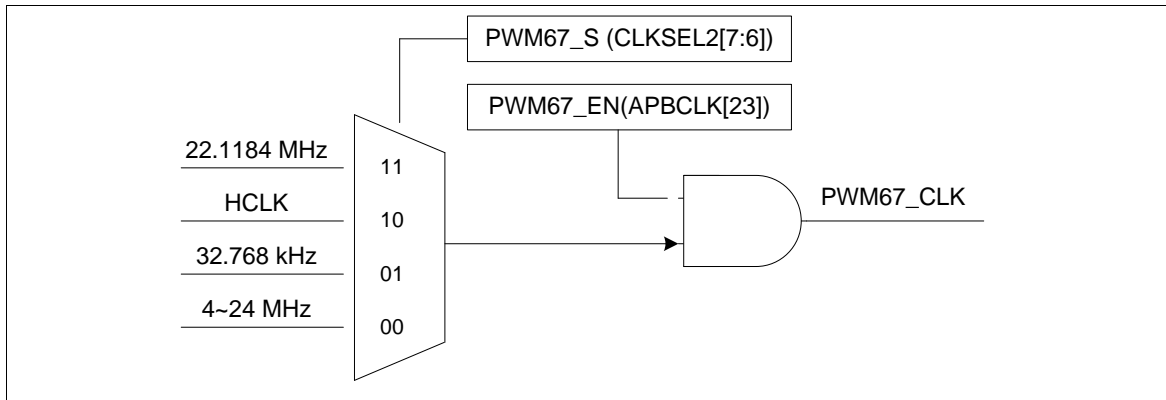 PWM67_S (CLKSEL2[7:6])
PWM67_EN(APBCLK[23])
22.1184 MHz
11
HCLK
10
32.768 kHz
01
4~24 MHz
00
PWM67_CLK